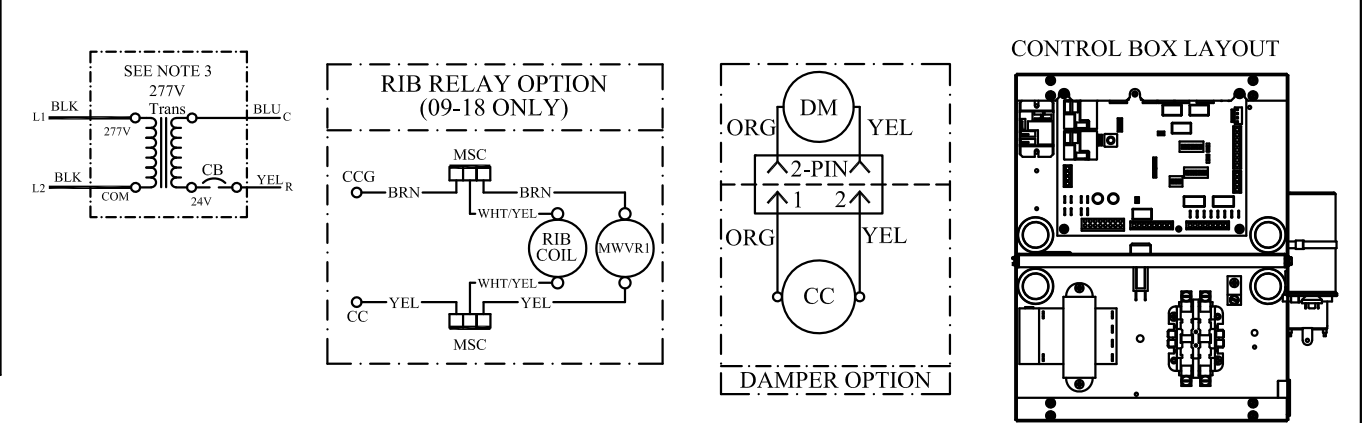 SEE NOTE 3
277V
Trans
L1 BLK
277V
BLU C
L2 BLK
COM
CB
24V
YEL R
RIB RELAY OPTION
(09-18 ONLY)
MSC
CCG
BRN
BRN
WHT/YEL
RIB
COIL
MWVR1
WHT/YEL
CC
YEL
YEL
MSC
DM
ORG
YEL
2-PIN
1
2
ORG
YEL
CC
DAMPER OPTION
CONTROL BOX LAYOUT